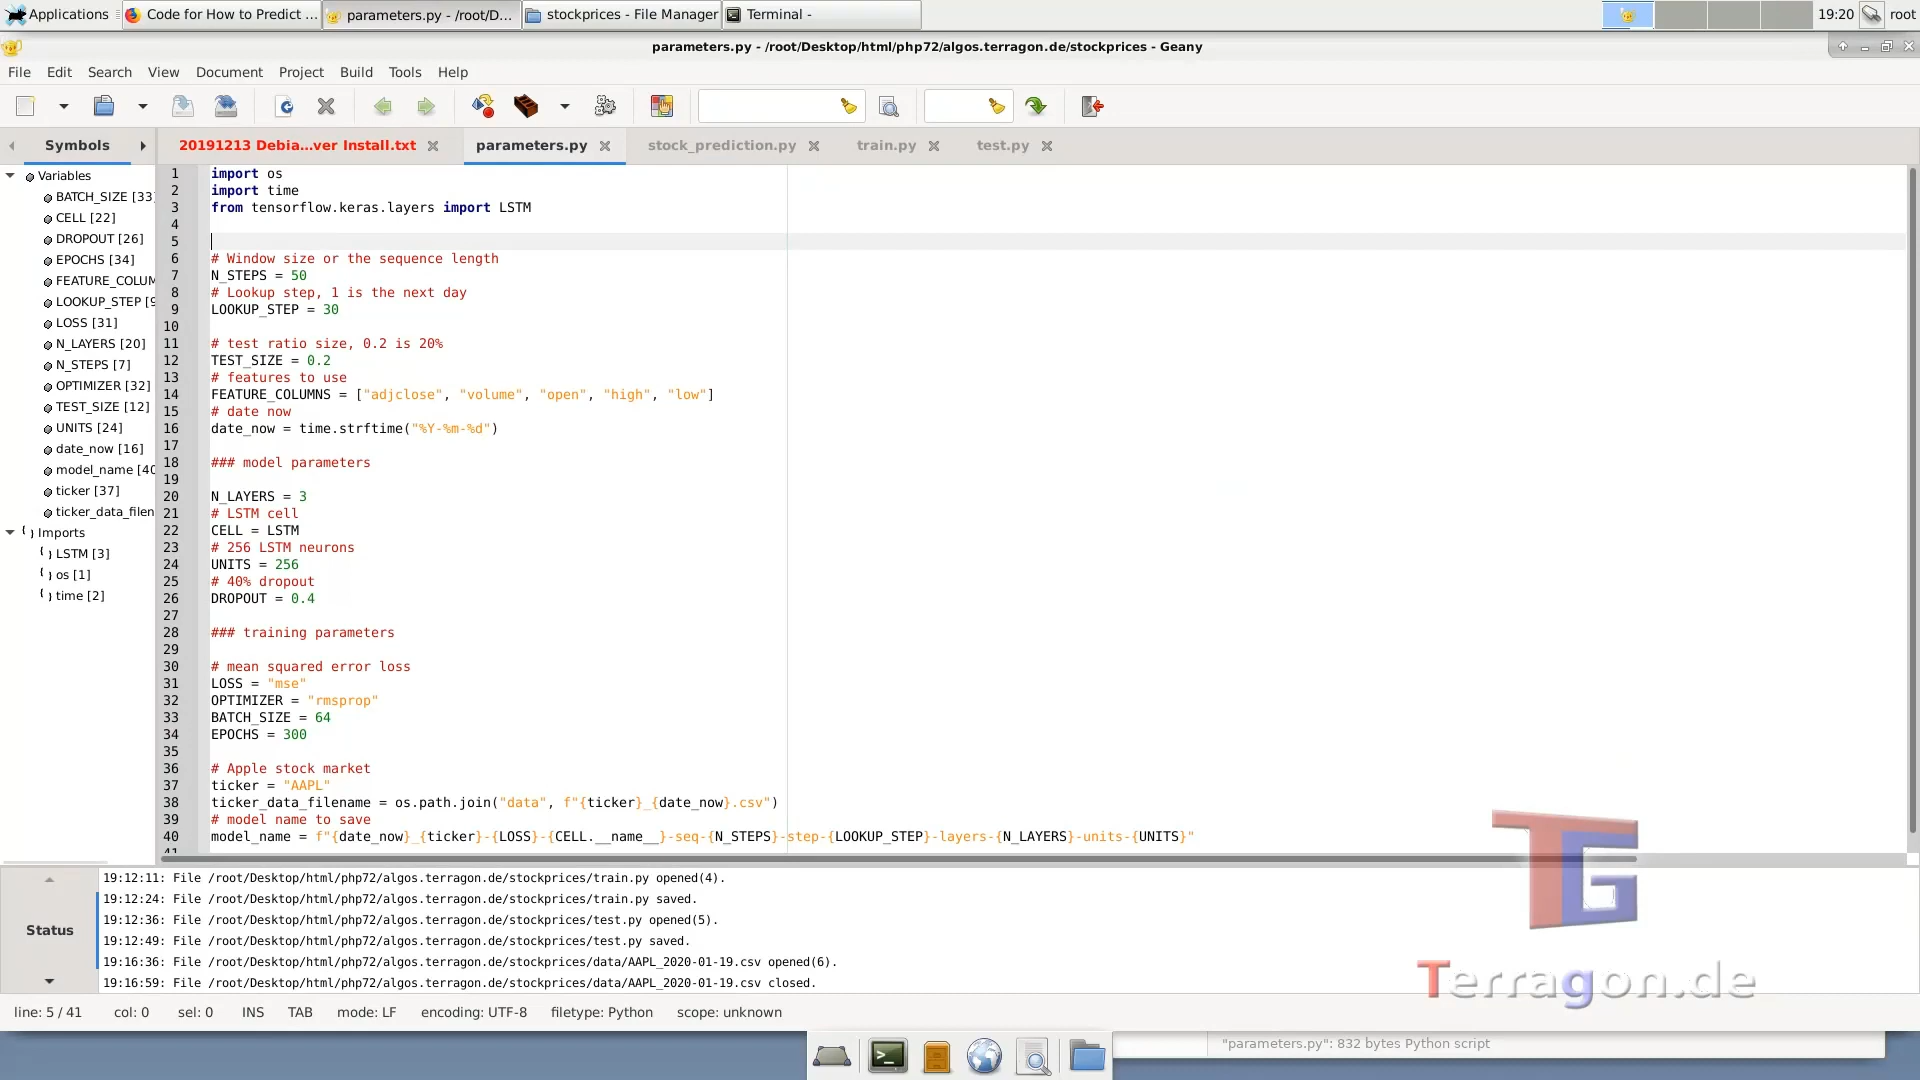 Applications
Code for How to Predict ...
parameters.py - /root/D...
stockprices - File Manager
Terminal -
19:20
root
parameters.py - /root/Desktop/html/php72/algos.terragon.de/stockprices - Geany
File Edit Search View Document Project Build Tools Help
Symbols
20191213 Debia...ver Install.txt
parameters.py
stock_prediction.py
train.py
test.py
Variables
BATCH_SIZE [33]
CELL [22]
DROPOUT [26]
EPOCHS [34]
FEATURE_COLUM
LOOKUP_STEP [9
LOSS [31]
N_LAYERS [20]
N_STEPS [7]
OPTIMIZER [32]
TEST_SIZE [12]
UNITS [24]
date_now [16]
model_name [40
ticker [37]
ticker_data_filen
Imports
LSTM [3]
os [1]
time [2]
1 import os
2 import time
3 from tensorflow.keras.layers import LSTM
4
5
6 # Window size or the sequence length
7 N_STEPS = 50
8 # Lookup step, 1 is the next day
9 LOOKUP_STEP = 30
10
11 # test ratio size, 0.2 is 20%
12 TEST_SIZE = 0.2
13 # features to use
14 FEATURE_COLUMNS = ["adjclose", "volume", "open", "high", "low"]
15 # date now
16 date_now = time.strftime("%Y-%m-%d")
17
18 ### model parameters
19
20 N_LAYERS = 3
21 # LSTM cell
22 CELL = LSTM
23 # 256 LSTM neurons
24 UNITS = 256
25 # 40% dropout
26 DROPOUT = 0.4
27
28 ### training parameters
29
30 # mean squared error loss
31 LOSS = "mse"
32 OPTIMIZER = "rmsprop"
33 BATCH_SIZE = 64
34 EPOCHS = 300
35
36 # Apple stock market
37 ticker = "AAPL"
38 ticker_data_filename = os.path.join("data", f"{ticker}_{date_now}.csv")
39 # model name to save
40 model_name = f"{date_now}_{ticker}-{LOSS}-{CELL.__name__}-seq-{N_STEPS}-step-{LOOKUP_STEP}-layers-{N_LAYERS}-units-{UNITS}"
41
Status
19:12:11: File /root/Desktop/html/php72/algos.terragon.de/stockprices/train.py opened(4).
19:12:24: File /root/Desktop/html/php72/algos.terragon.de/stockprices/train.py saved.
19:12:36: File /root/Desktop/html/php72/algos.terragon.de/stockprices/test.py opened(5).
19:12:49: File /root/Desktop/html/php72/algos.terragon.de/stockprices/test.py saved.
19:16:36: File /root/Desktop/html/php72/algos.terragon.de/stockprices/data/AAPL_2020-01-19.csv opened(6).
19:16:59: File /root/Desktop/html/php72/algos.terragon.de/stockprices/data/AAPL_2020-01-19.csv closed.
TG
Terragon.de
line: 5 / 41 col: 0 sel: 0 INS TAB mode: LF encoding: UTF-8 filetype: Python scope: unknown
"parameters.py": 832 bytes Python script